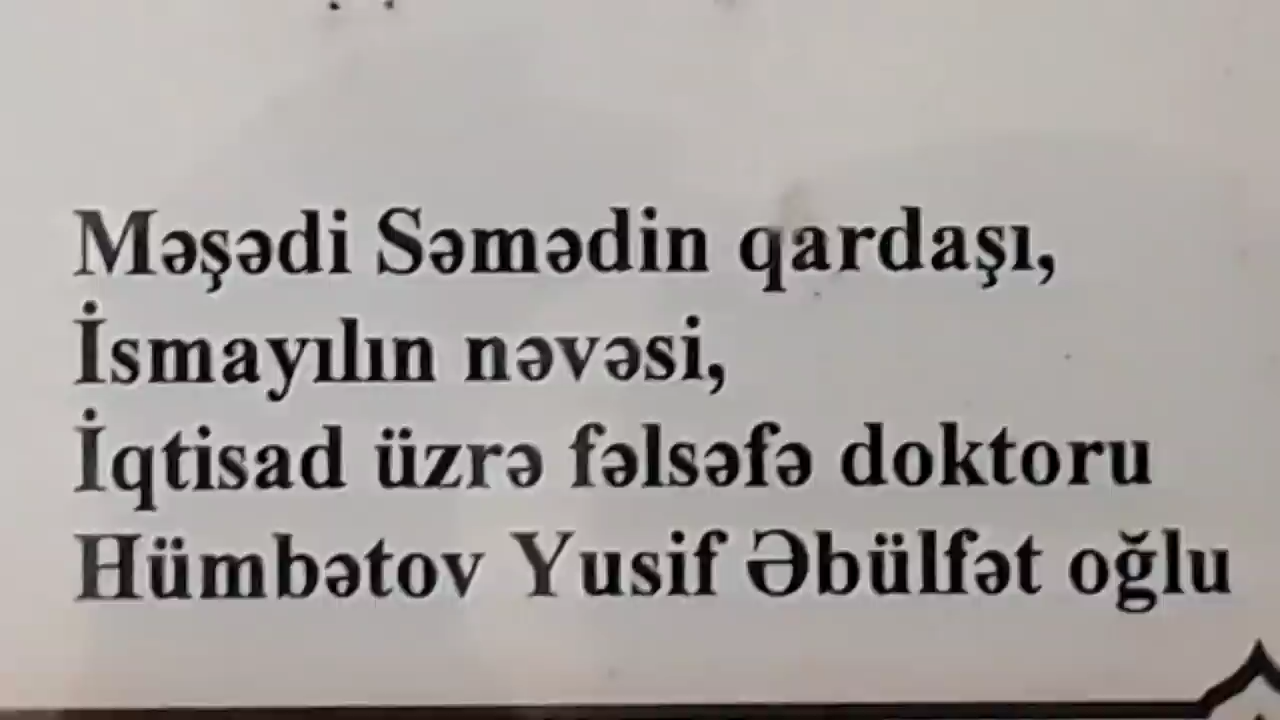 Məşədi Səmədin qardaşı,
İsmayılın nəvəsi,
İqtisad üzrə fəlsəfə doktoru
Hümbətov Yusif Əbülfət oğlu